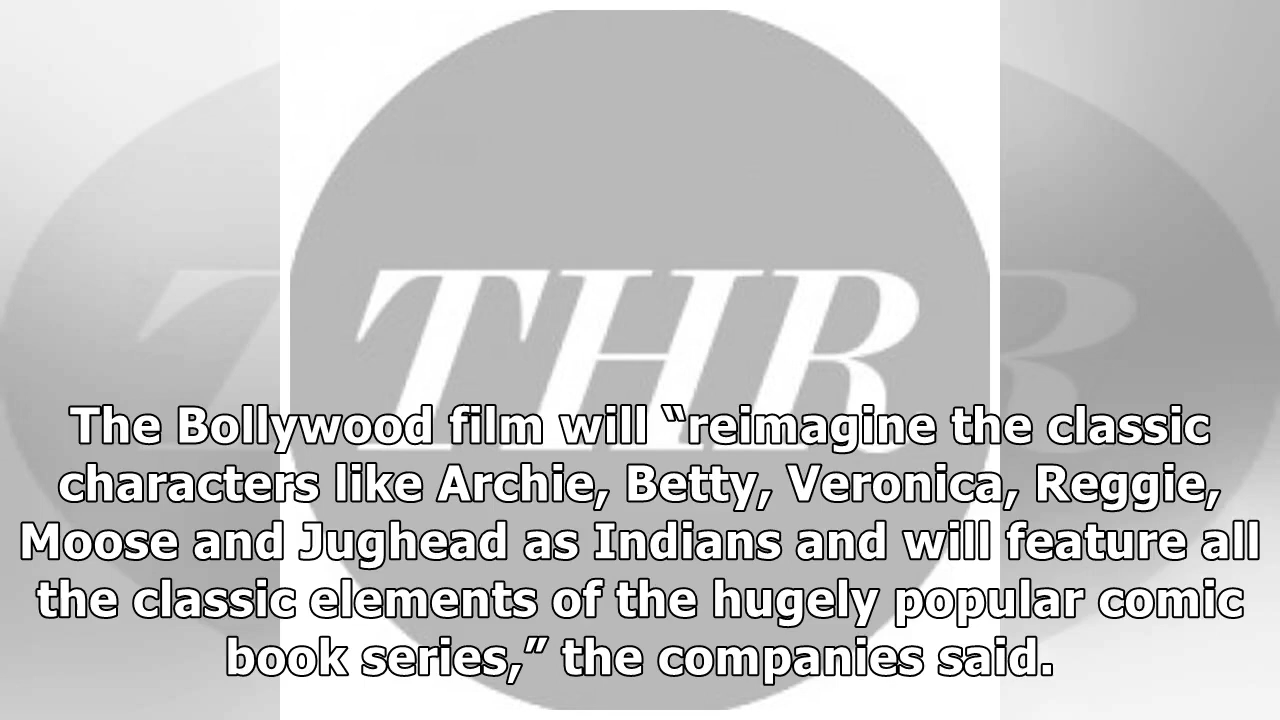 THR
The Bollywood film will “reimagine the classic
characters like Archie, Betty, Veronica, Reggie,
Moose and Jughead as Indians and will feature all
the classic elements of the hugely popular comic
book series,” the companies said.